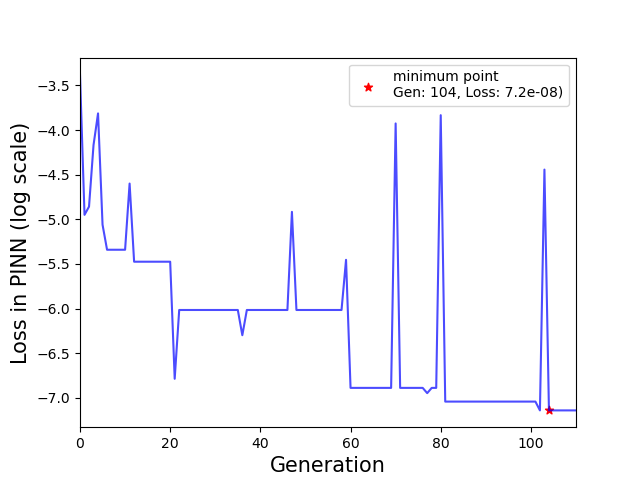 minimum point
Gen: 104, Loss: 7.2e-08)
−3.5
−4.0
−4.5
−5.0
−5.5
−6.0
−6.5
−7.0
Loss in PINN (log scale)
0 20 40 60 80 100
Generation